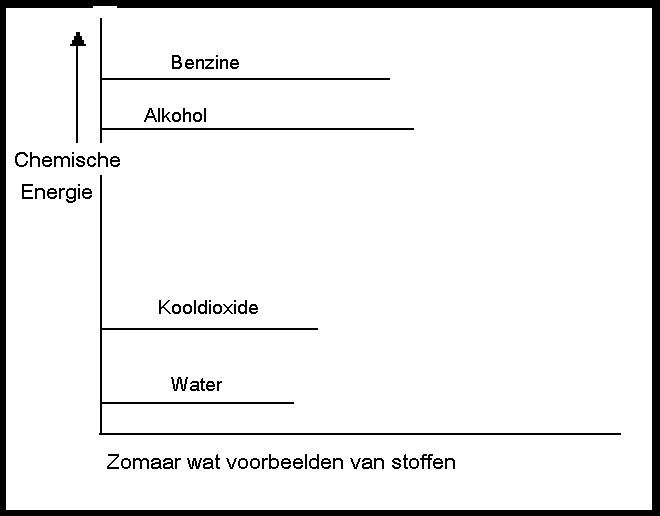 Benzine
Alkohol
Chemische
Energie
Kooldioxide
Water
Zomaar wat voorbeelden van stoffen